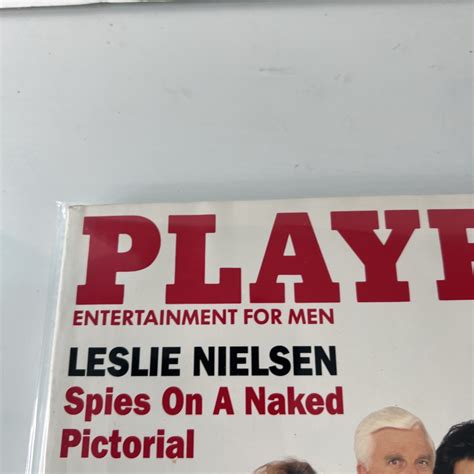 PLAY
ENTERTAINMENT FOR MEN
LESLIE NIELSEN
Spies On A Naked
Pictorial